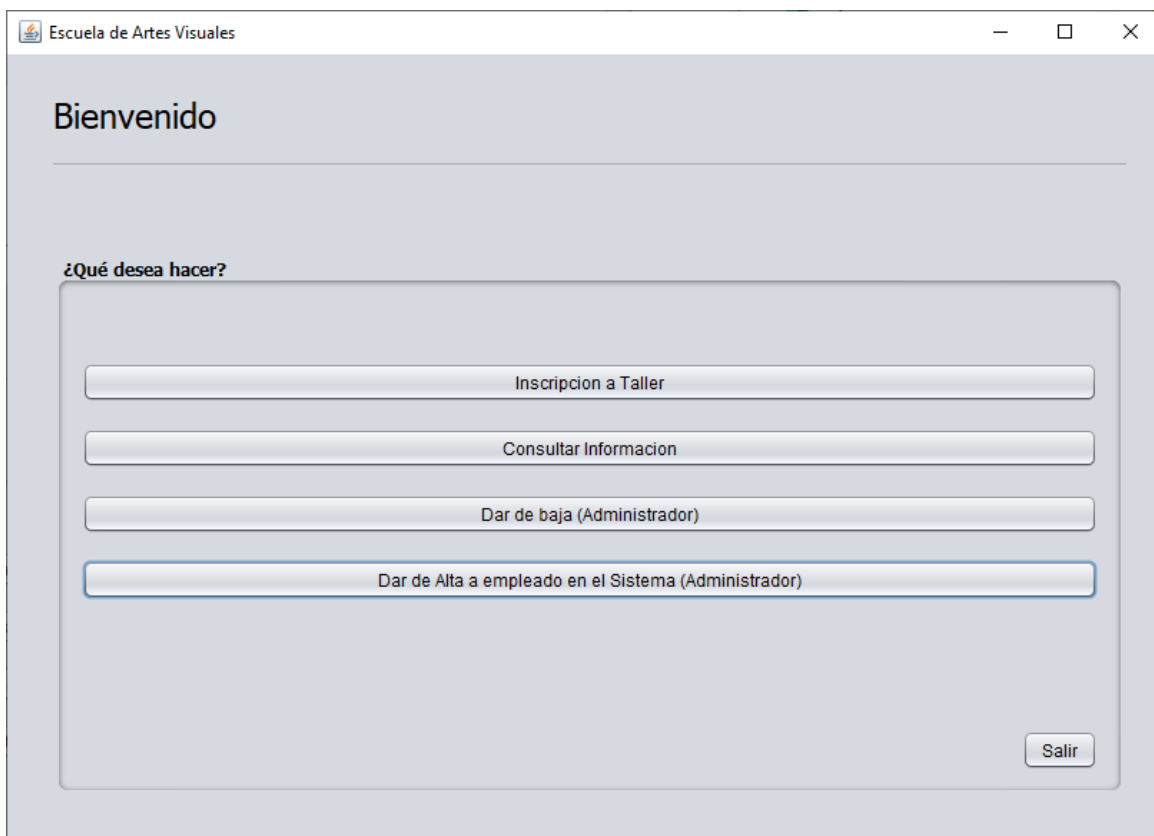 Escuela de Artes Visuales
Bienvenido
¿Qué desea hacer?
Inscripcion a Taller
Consultar Informacion
Dar de baja (Administrador)
Dar de Alta a empleado en el Sistema (Administrador)
Salir